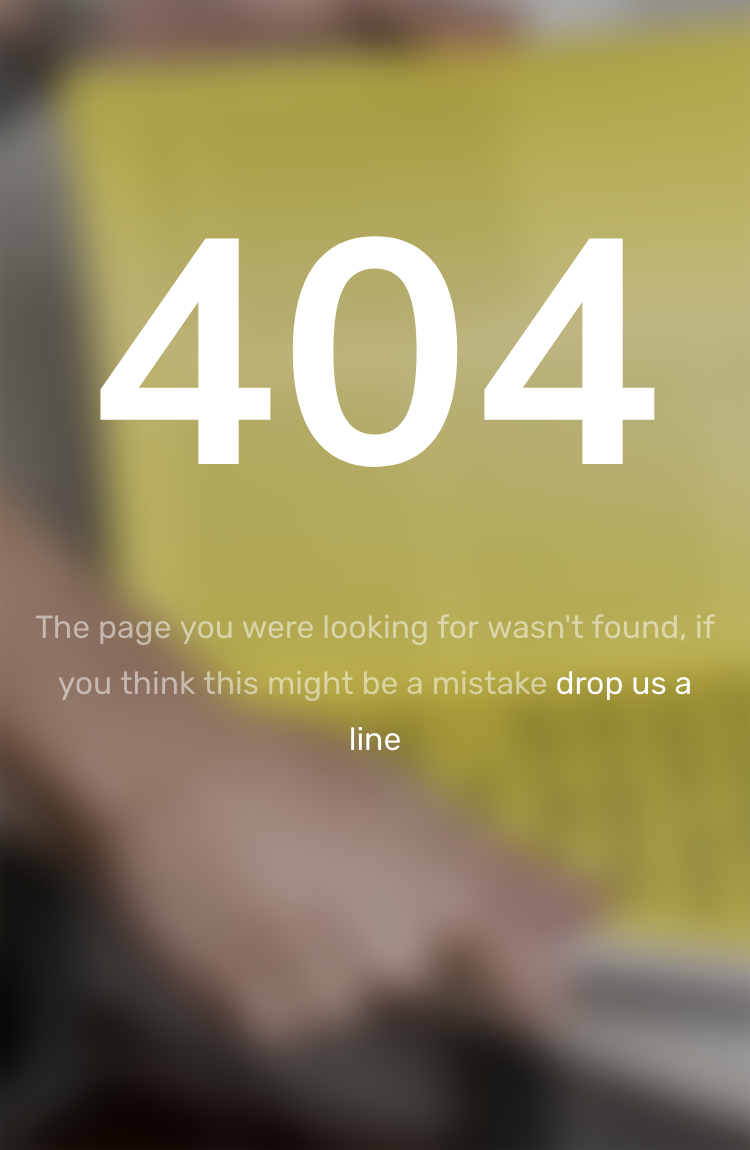 404
The page you were looking for wasn't found, if
you think this might be a mistake drop us a
line